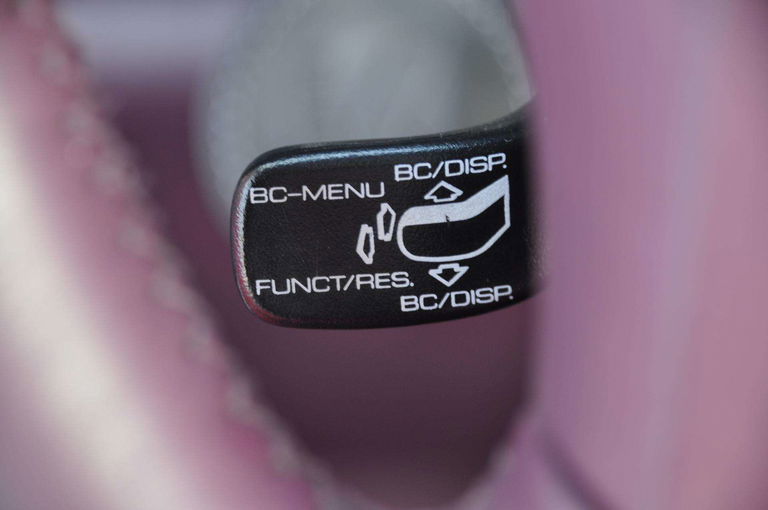 BC/DISP.
BC-MENU
FUNCT/RES.
BC/DISP.